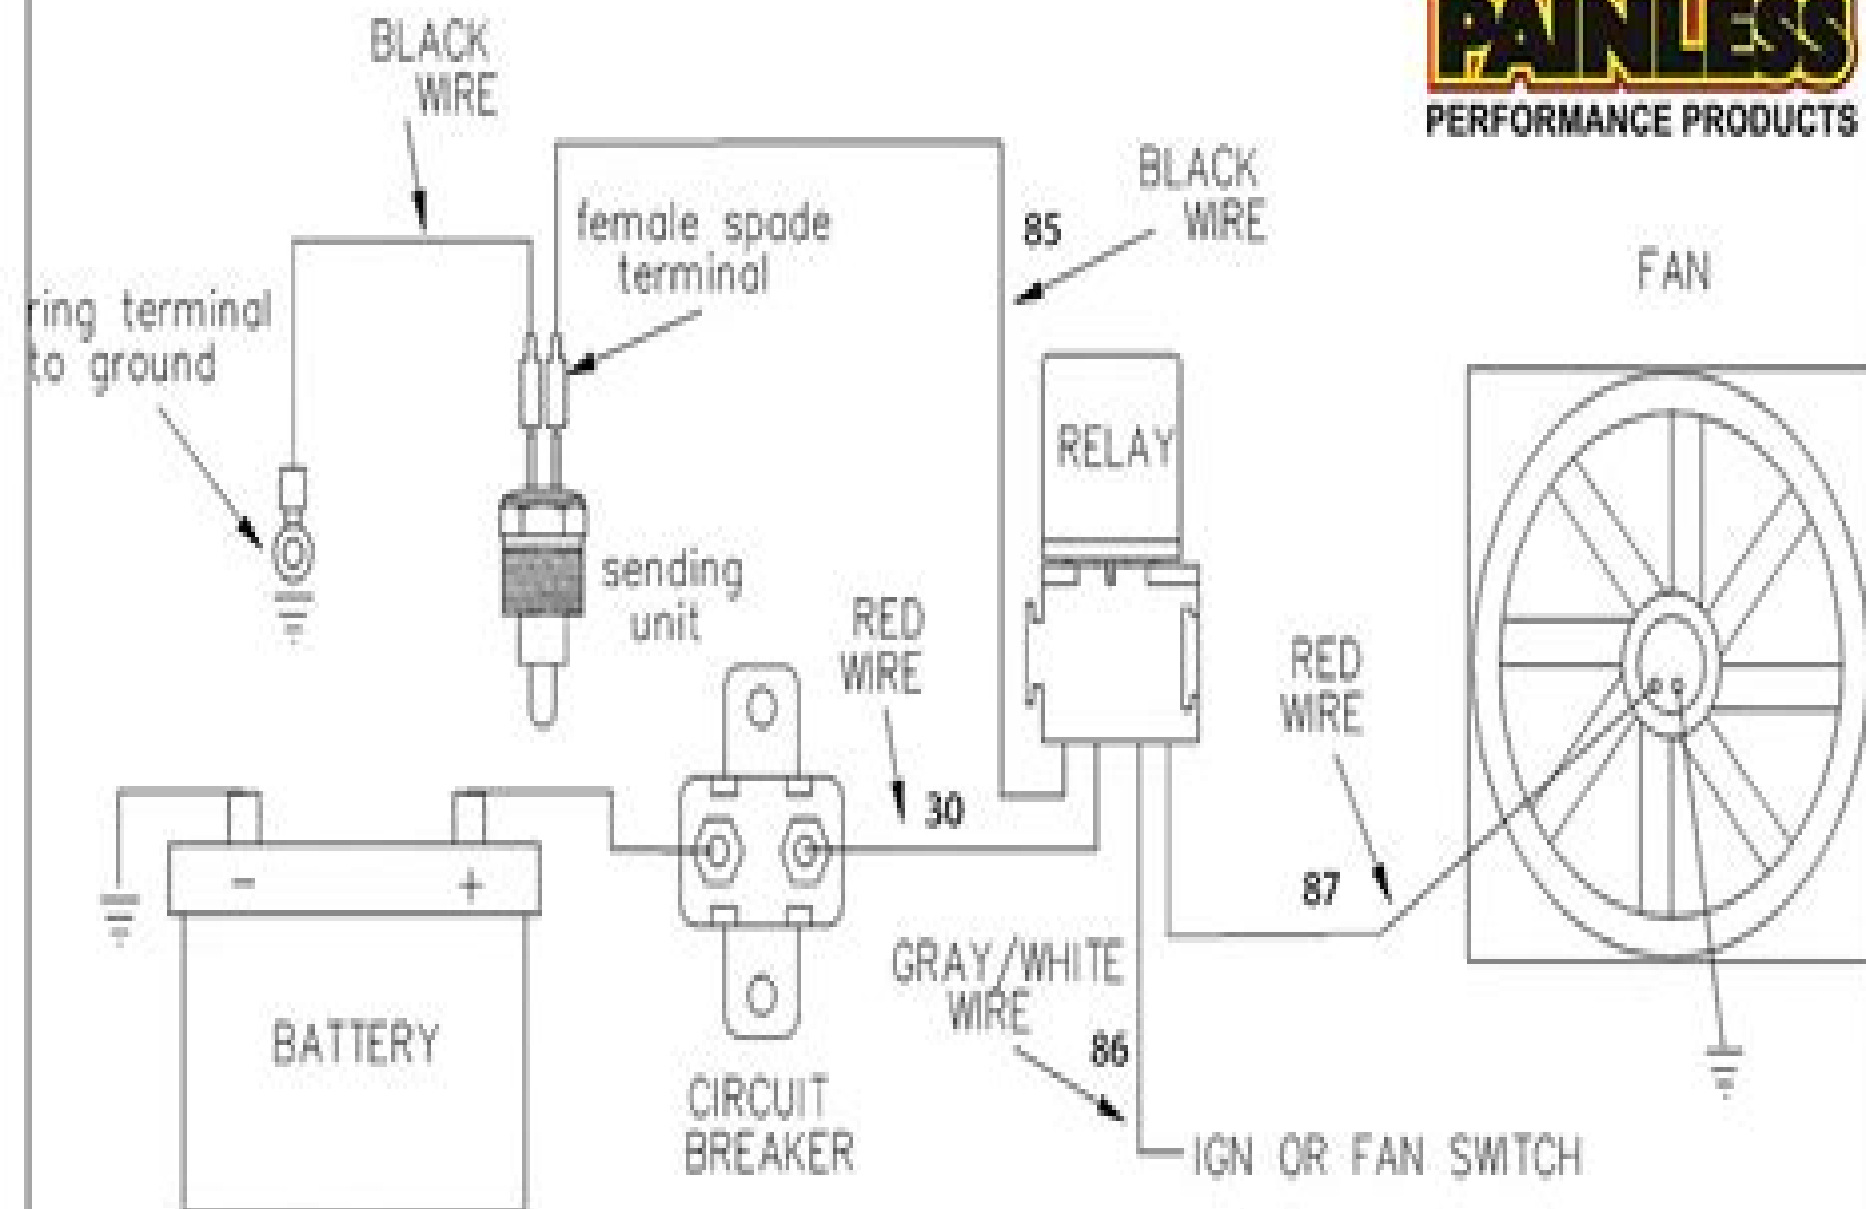 PAINLESS
PERFORMANCE PRODUCTS
BLACK
WIRE
BLACK
WIRE
85
female spade
terminal
FAN
ring terminal
to ground
RELAY
sending
unit
RED
WIRE
RED
WIRE
30
87
-
+
GRAY/WHITE
WIRE
86
BATTERY
CIRCUIT
BREAKER
IGN OR FAN SWITCH